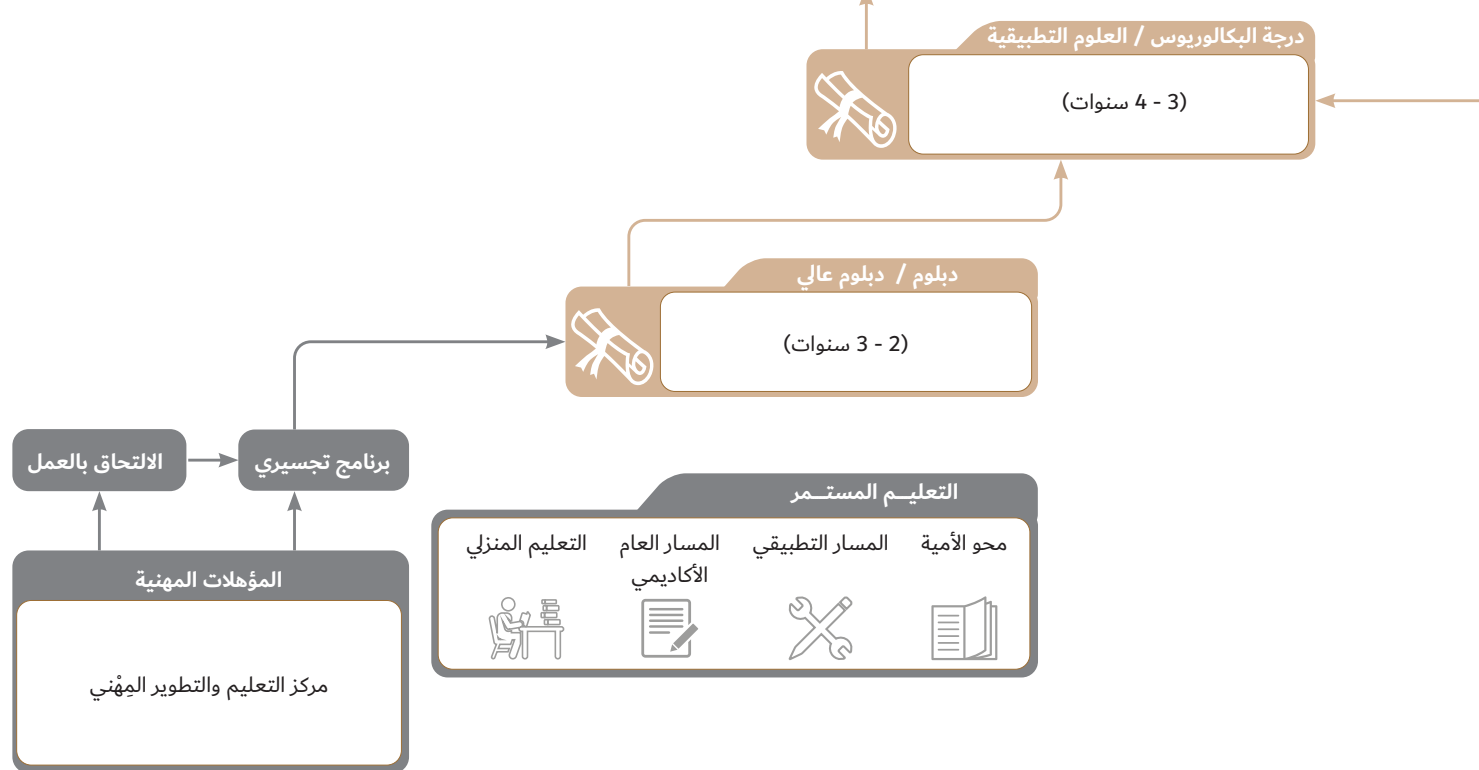 درجة البكالوريوس / العلوم التطبيقية
(3 - 4 سنوات)
دبلوم / دبلوم عالي
(2 - 3 سنوات)
برنامج تجسيري
الالتحاق بالعمل
التعليــم المستــمر
محو الأمية
المسار التطبيقي
المسار العام
الأكاديمي
التعليم المنزلي
المؤهلات المهنية
مركز التعليم والتطوير المِهْني